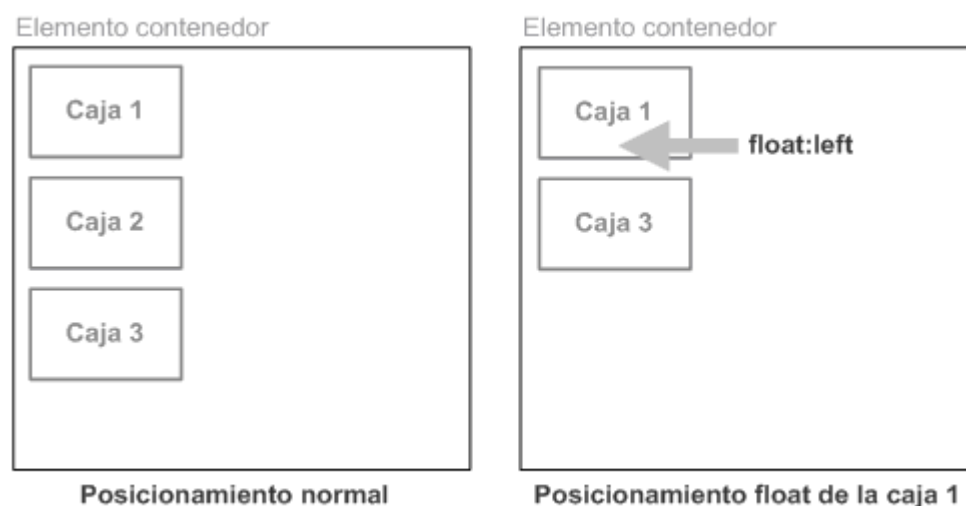 Elemento contenedor
Caja 1
Caja 2
Caja 3
Posicionamiento normal
Elemento contenedor
Caja 1
float:left
Caja 3
Posicionamiento float de la caja 1